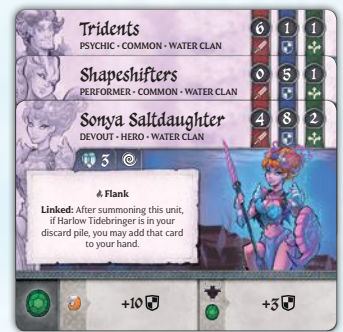 Tridents 6 1 1
PSYCHIC • COMMON • WATER CLAN
Shapeshifters 0 5 1
PERFORMER • COMMON • WATER CLAN
Sonya Saltdaughter 4 8 2
DEVOUT • HERO • WATER CLAN
3
Flank
Linked: After summoning this unit,
if Harlow Tidebringer is in your
discard pile, you may add that card
to your hand.
+10 +3